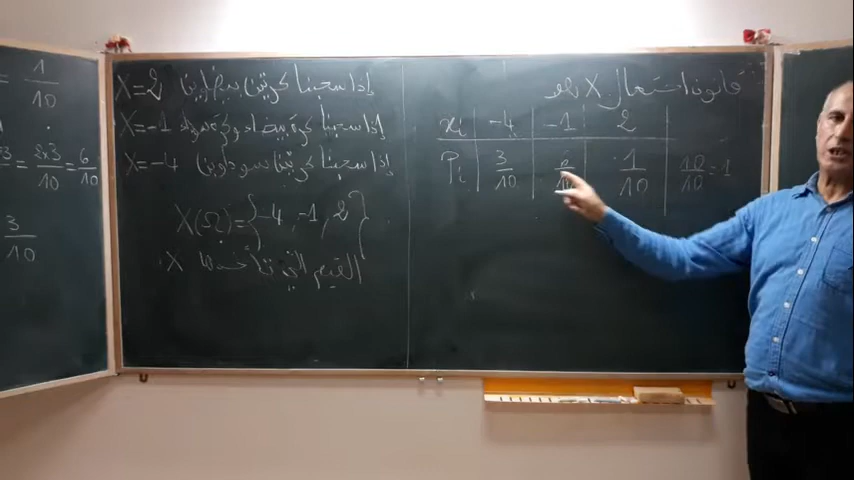 = 1/10
= 2x3/10 = 6/10
3/10
X=2 إذا سحبنا كرتين بيضاوين
X=-1 إذا سحبنا كرة بيضاء وكرة سوداء
X=-4 إذا سحبنا كرتين سوداوين
X(Ω)={-4, -1, 2}
القيم التي تأخذها X
قانون احتمال X هو
xi | -4 | -1 | 2
Pi | 3/10 | 6/10 | 1/10 | 10/10=1